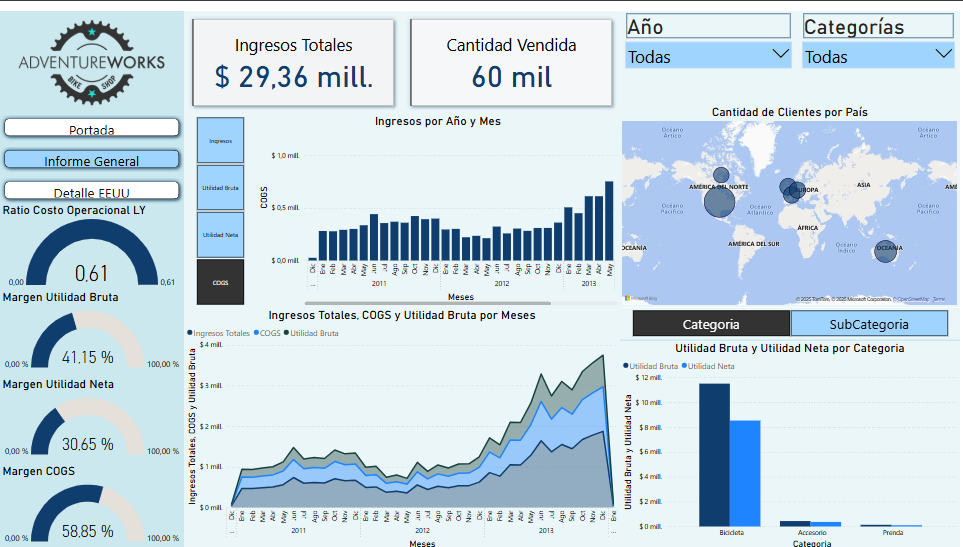 ADVENTUREWORKS
BIKE SHOP
Portada
Informe General
Detalle EEUU
Ratio Costo Operacional LY
0,61
0,00
0,61
Margen Utilidad Bruta
41.15 %
0,00 %
100,00 %
Margen Utilidad Neta
30.65 %
0,00 %
100,00 %
Margen COGS
58.85 %
0,00 %
100,00 %
Ingresos Totales
$ 29,36 mill.
Cantidad Vendida
60 mil
Año
Todas
Categorías
Todas
Ingresos
Utilidad Bruta
Utilidad Neta
COGS
Ingresos por Año y Mes
COGS
$ 1,0 mill.
$ 0,5 mill.
$ 0,0 mill.
Dic Ene Feb Mar Abr May Jun Jul Ago Sep Oct Nov Dic Ene Feb Mar Abr May Jun Jul Ago Sep Oct Nov Dic Ene Feb Mar Abr May
... 2011 2012 2013
Meses
Cantidad de Clientes por País
Océano Ártico
Océano Ártico
AMÉRICA DEL NORTE
EUROPA
ASIA
AM
Océano Pacífico
Océano Atlántico
Océano Pacífico
ÁFRICA
AMÉRICA DEL SUR
OCEANÍA
Océano Índico
OCEANÍA
Microsoft Bing
© 2025 TomTom, © 2025 Microsoft Corporation, © OpenStreetMap Terms
Ingresos Totales, COGS y Utilidad Bruta por Meses
Ingresos Totales COGS Utilidad Bruta
Ingresos Totales, COGS y Utilidad Bruta
$ 4 mill.
$ 3 mill.
$ 2 mill.
$ 1 mill.
$ 0 mill.
Dic Ene Feb Mar Abr May Jun Jul Ago Sep Oct Nov Dic Ene Feb Mar Abr May Jun Jul Ago Sep Oct Nov Dic Ene Feb Mar Abr May Jun Jul Ago Sep Oct Nov Dic Ene
... 2011 2012 2013
Meses
Categoria
SubCategoria
Utilidad Bruta y Utilidad Neta por Categoria
Utilidad Bruta Utilidad Neta
Utilidad Bruta y Utilidad Neta
$ 12 mill.
$ 10 mill.
$ 8 mill.
$ 6 mill.
$ 4 mill.
$ 2 mill.
$ 0 mill.
Bicicleta Accesorio Prenda
Categoria